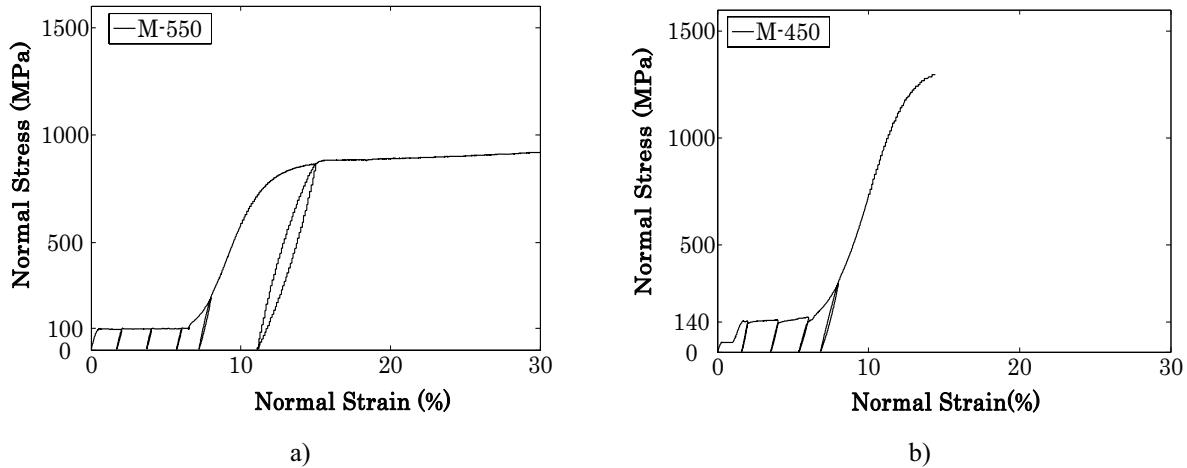 M-550
1500
1000
500
100
0
0
10
20
30
Normal Stress (MPa)
Normal Strain (%)
a)
M-450
1500
1000
500
140
0
0
10
20
30
Normal Stress (MPa)
Normal Strain(%)
b)